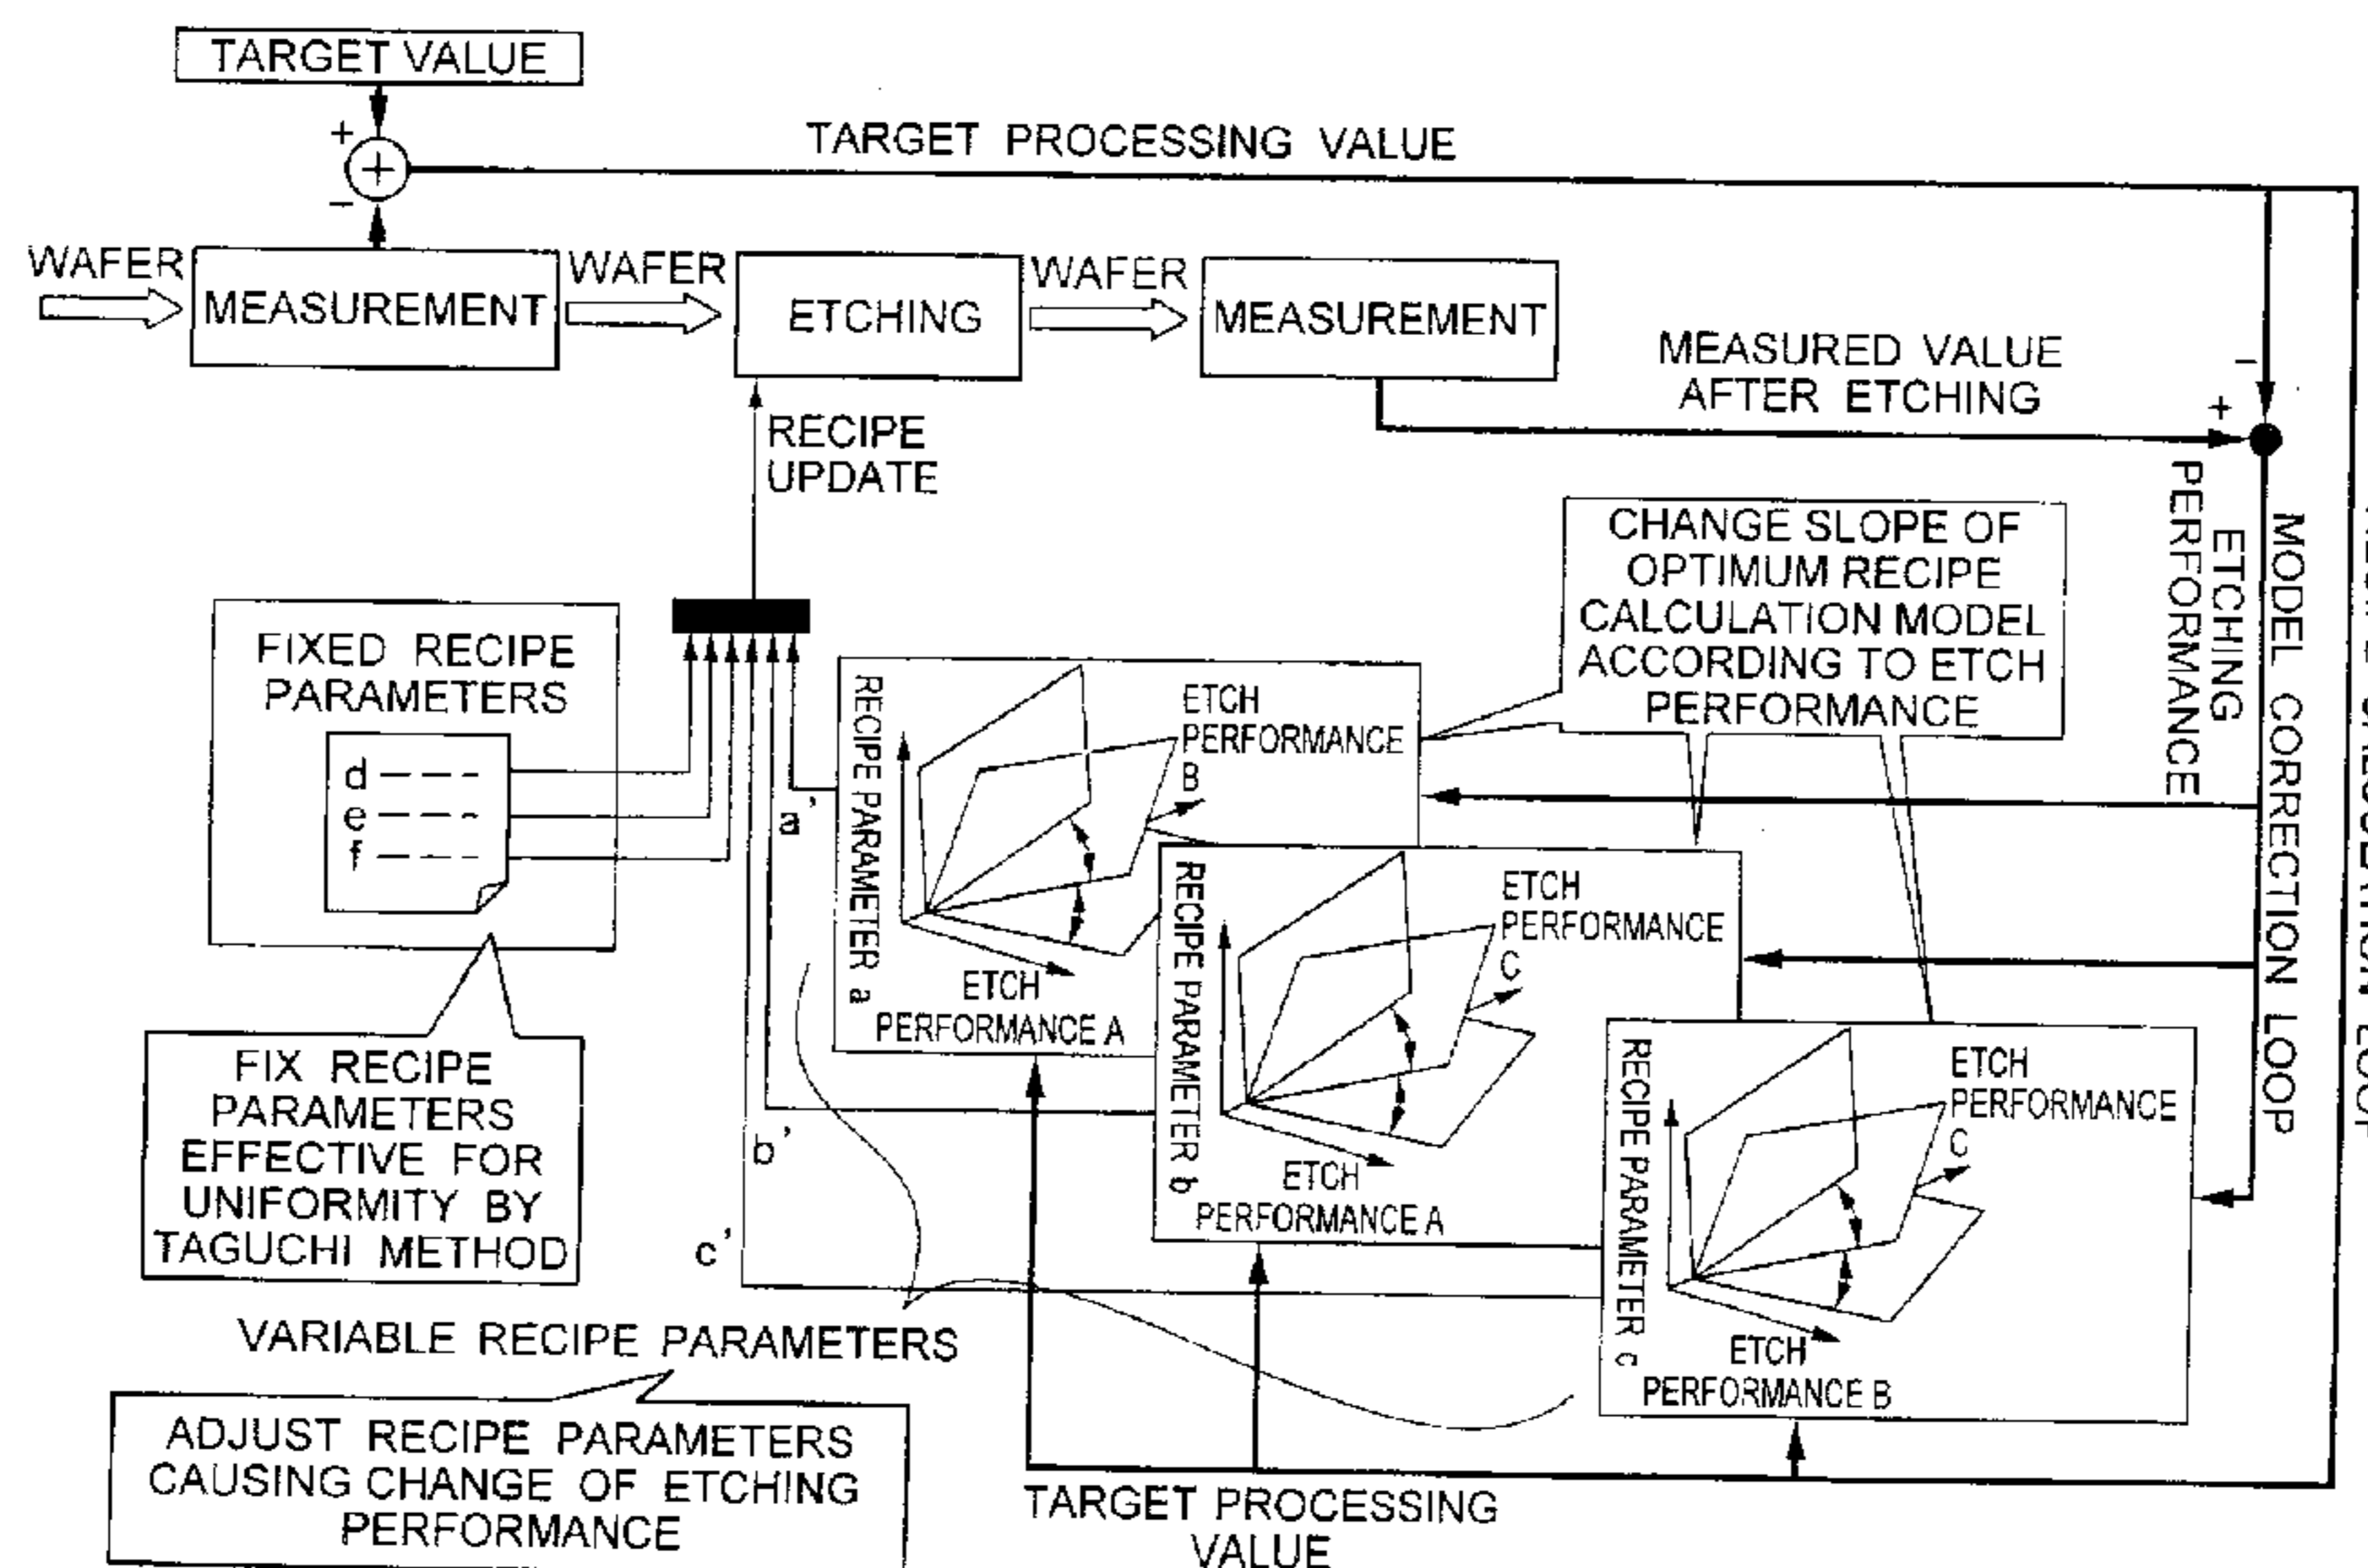 TARGET VALUE
+
+
−
TARGET PROCESSING VALUE
WAFER
MEASUREMENT
WAFER
ETCHING
WAFER
MEASUREMENT
MEASURED VALUE
AFTER ETCHING
−
+
RECIPE
UPDATE
ETCHING
PERFORMANCE
MODEL CORRECTION LOOP
CHANGE SLOPE OF
OPTIMUM RECIPE
CALCULATION MODEL
ACCORDING TO ETCH
PERFORMANCE
FIXED RECIPE
PARAMETERS
d
e
f
FIX RECIPE
PARAMETERS
EFFECTIVE FOR
UNIFORMITY BY
TAGUCHI METHOD
a'
b'
c'
RECIPE PARAMETER a
ETCH
PERFORMANCE
B
ETCH
PERFORMANCE A
RECIPE PARAMETER b
ETCH
PERFORMANCE
C
ETCH
PERFORMANCE A
RECIPE PARAMETER c
ETCH
PERFORMANCE
C
ETCH
PERFORMANCE B
VARIABLE RECIPE PARAMETERS
ADJUST RECIPE PARAMETERS
CAUSING CHANGE OF ETCHING
PERFORMANCE
TARGET PROCESSING
VALUE